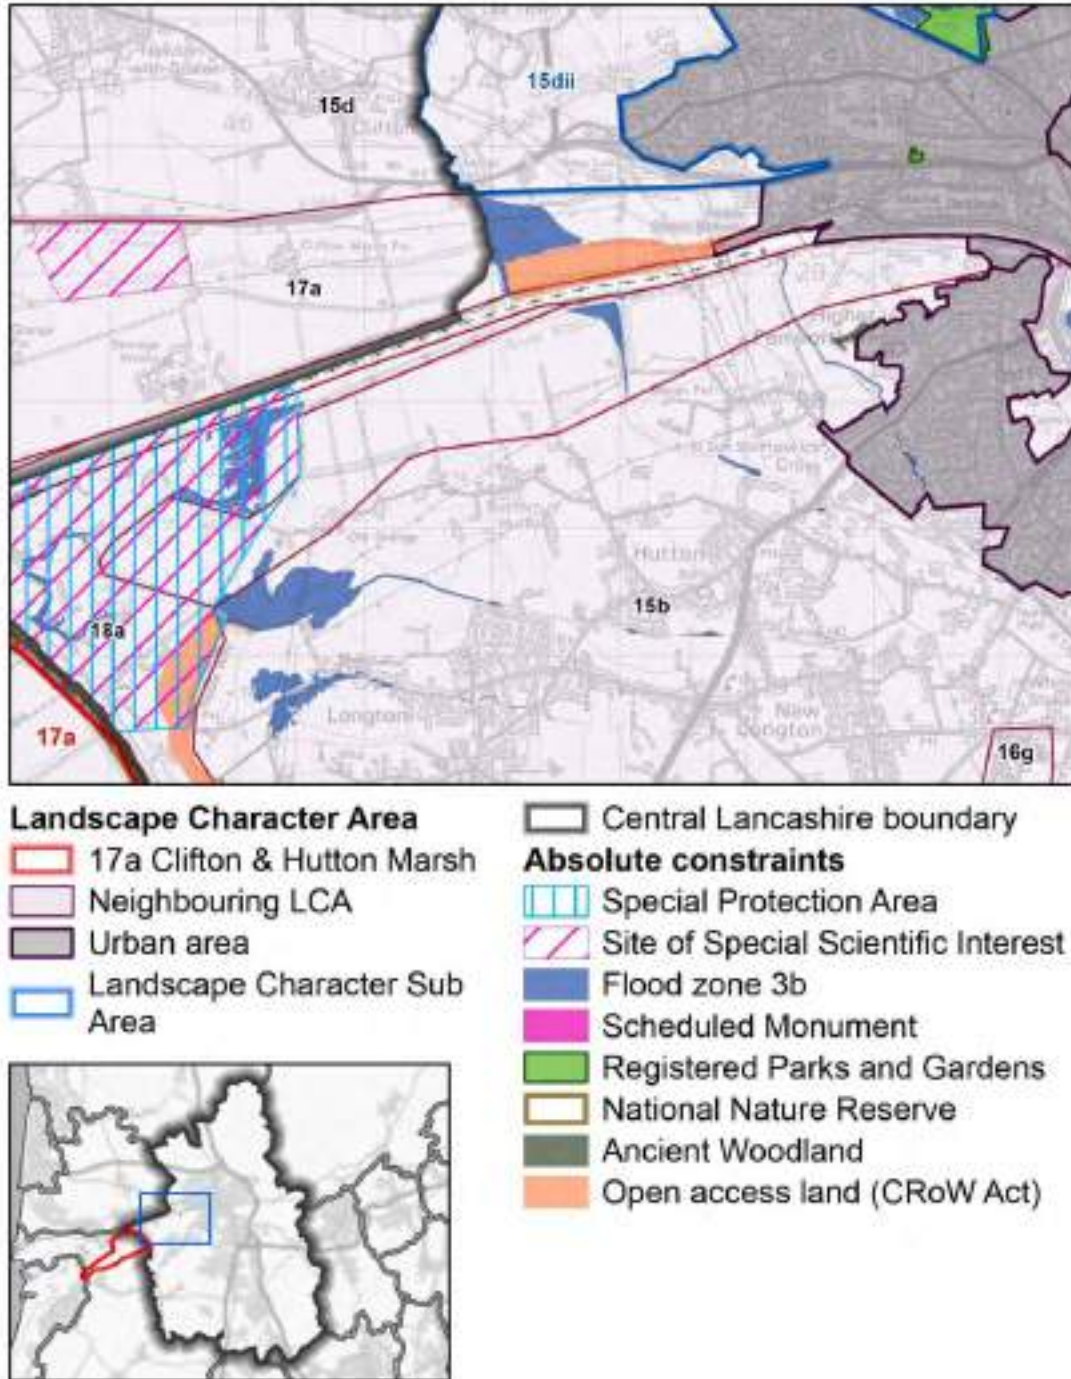 15d
15dii
Clifton
17a
Higher
Penwortham
Hutton
15b
18a
Longton
New
Longton
17a
16g
Landscape Character Area
17a Clifton & Hutton Marsh
Neighbouring LCA
Urban area
Landscape Character Sub
Area
Central Lancashire boundary
Absolute constraints
Special Protection Area
Site of Special Scientific Interest
Flood zone 3b
Scheduled Monument
Registered Parks and Gardens
National Nature Reserve
Ancient Woodland
Open access land (CRoW Act)